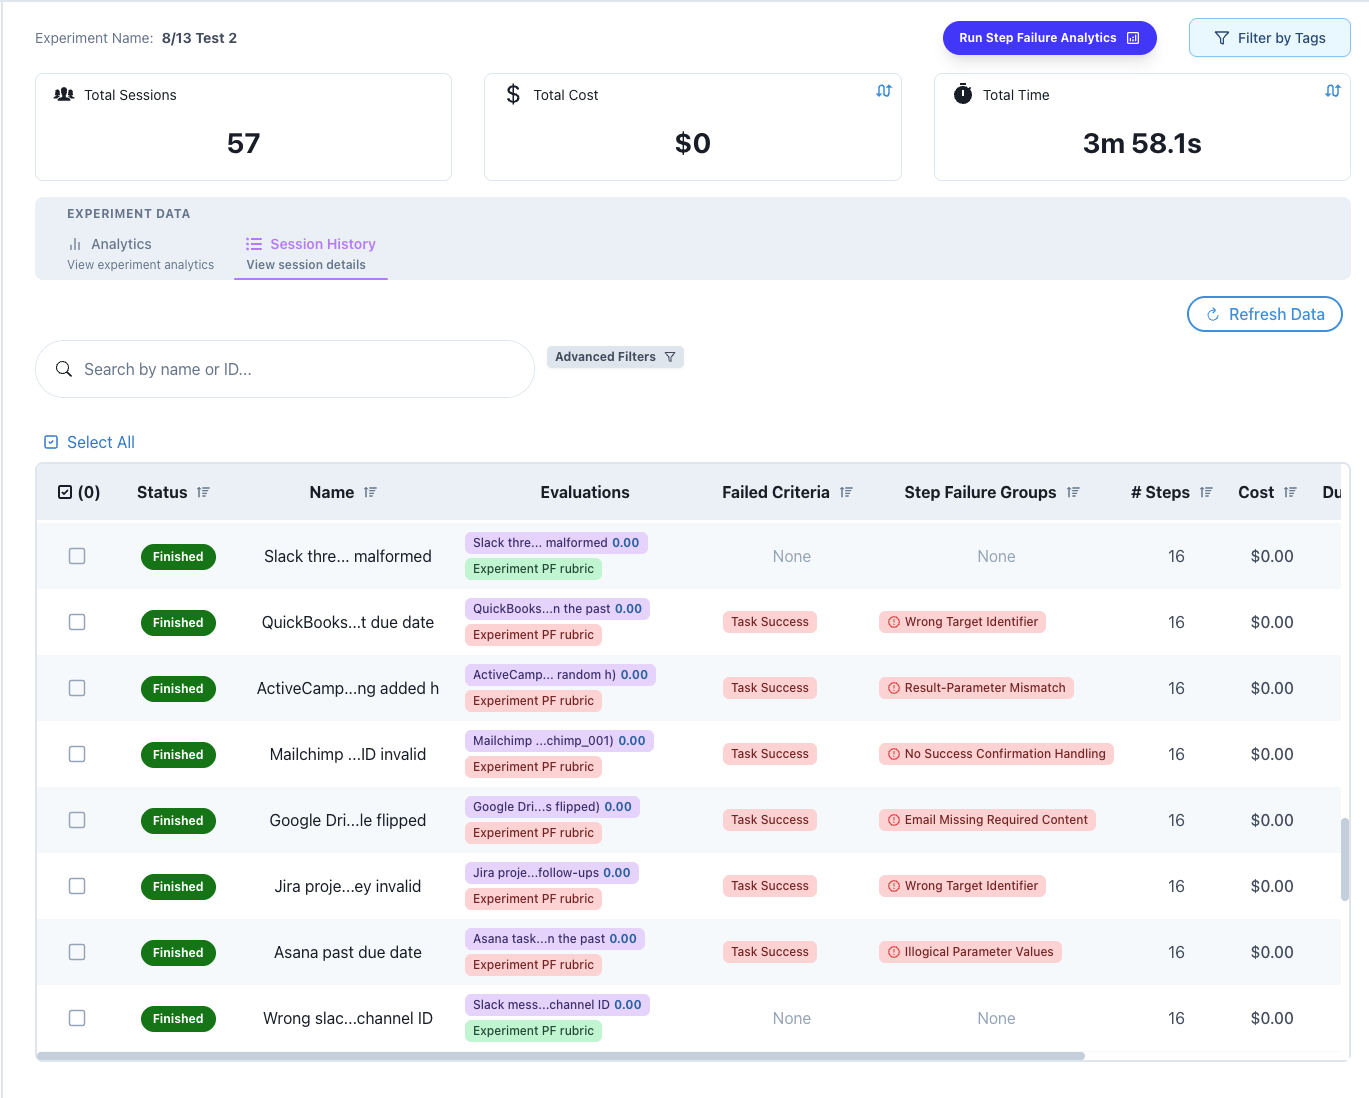 Experiment Name: 8/13 Test 2
Run Step Failure Analytics
Filter by Tags
Total Sessions
57
Total Cost
$0
Total Time
3m 58.1s
EXPERIMENT DATA
Analytics
View experiment analytics
Session History
View session details
Refresh Data
Search by name or ID...
Advanced Filters
Select All
(0) Status Name Evaluations Failed Criteria Step Failure Groups # Steps Cost Du
Finished Slack thre... malformed Slack thre... malformed 0.00 None None 16 $0.00
Experiment PF rubric
Finished QuickBooks...t due date QuickBooks...n the past 0.00 Task Success Wrong Target Identifier 16 $0.00
Experiment PF rubric
Finished ActiveCamp...ng added h ActiveCamp... random h) 0.00 Task Success Result-Parameter Mismatch 16 $0.00
Experiment PF rubric
Finished Mailchimp ...ID invalid Mailchimp ...chimp_001) 0.00 Task Success No Success Confirmation Handling 16 $0.00
Experiment PF rubric
Finished Google Dri...le flipped Google Dri...s flipped) 0.00 Task Success Email Missing Required Content 16 $0.00
Experiment PF rubric
Finished Jira proje...ey invalid Jira proje...follow-ups 0.00 Task Success Wrong Target Identifier 16 $0.00
Experiment PF rubric
Finished Asana past due date Asana task...n the past 0.00 Task Success Illogical Parameter Values 16 $0.00
Experiment PF rubric
Finished Wrong slac...channel ID Slack mess...channel ID 0.00 None None 16 $0.00
Experiment PF rubric